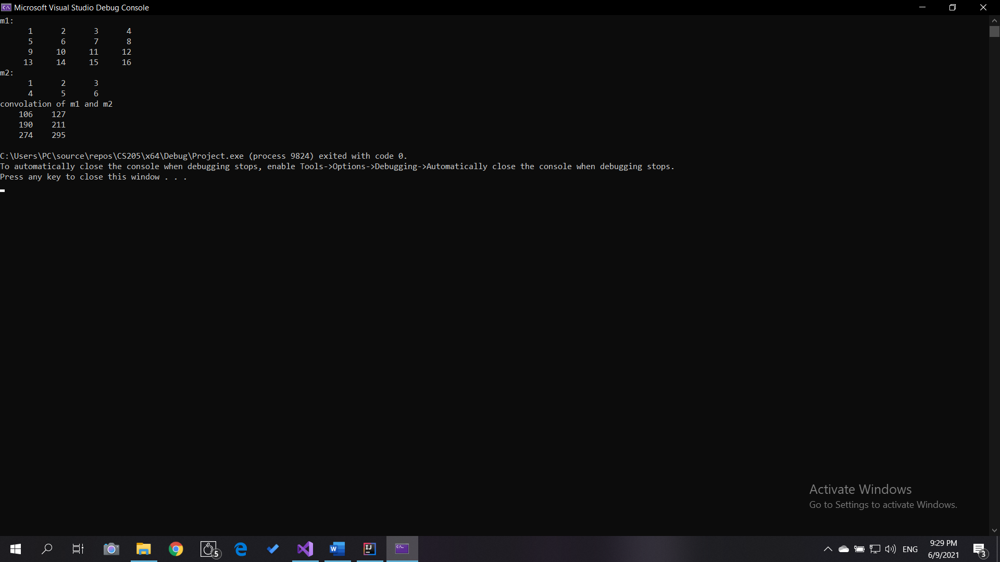 Microsoft Visual Studio Debug Console
m1:
1 2 3 4
5 6 7 8
9 10 11 12
13 14 15 16
m2:
1 2 3
4 5 6
convolation of m1 and m2
106 127
190 211
274 295
C:\Users\PC\source\repos\CS205\x64\Debug\Project.exe (process 9824) exited with code 0.
To automatically close the console when debugging stops, enable Tools->Options->Debugging->Automatically close the console when debugging stops.
Press any key to close this window . . .
Activate Windows
Go to Settings to activate Windows.
5
W
IJ
C:\.
ENG
9:29 PM
6/9/2021
3